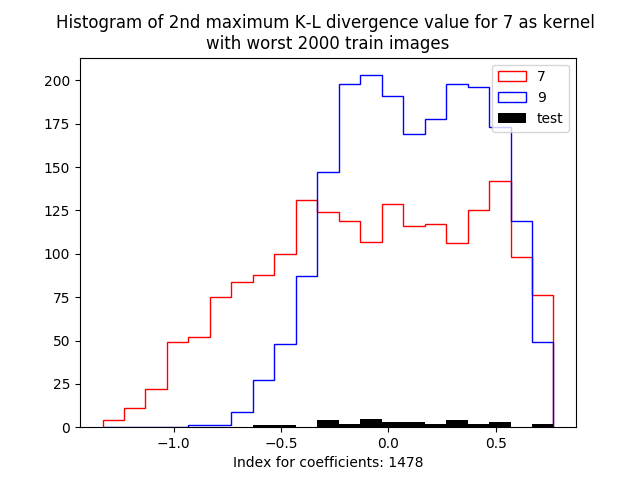 Histogram of 2nd maximum K-L divergence value for 7 as kernel
with worst 2000 train images
7
9
test
200
175
150
125
100
75
50
25
0
−1.0 −0.5 0.0 0.5
Index for coefficients: 1478